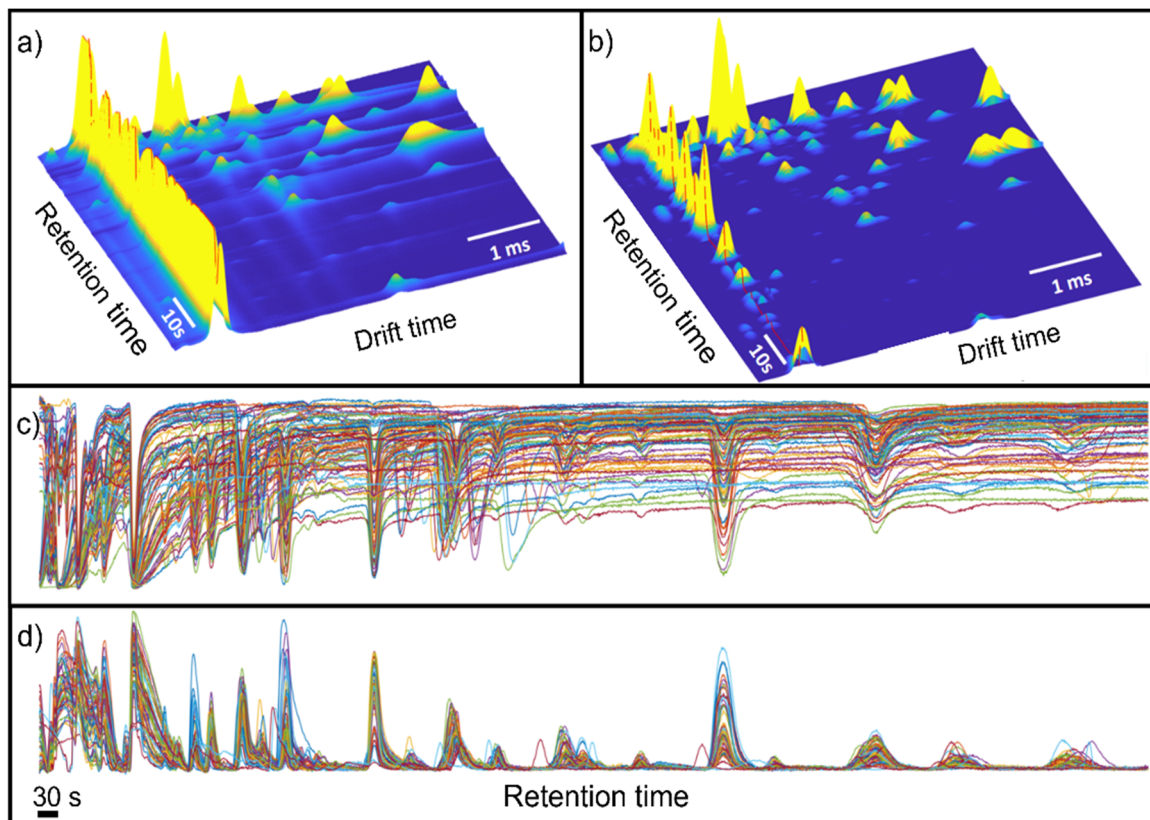 a)
Retention time
10s
Drift time
1 ms
b)
Retention time
10s
Drift time
1 ms
c)
d)
30 s
Retention time